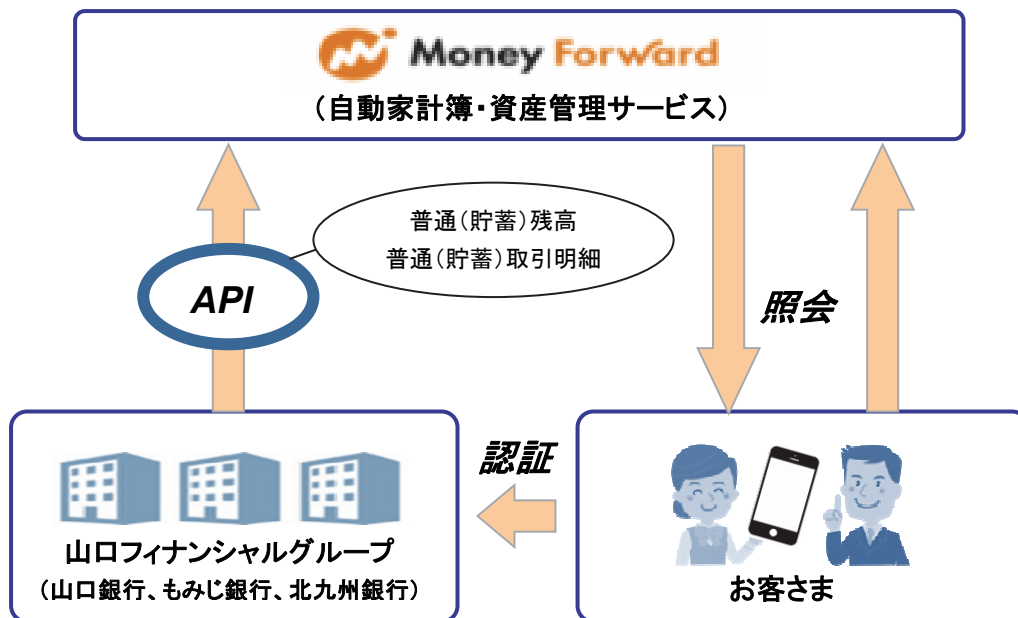 Money Forward
（自動家計簿・資産管理サービス）
普通（貯蓄）残高
普通（貯蓄）取引明細
API
照会
認証
山口フィナンシャルグループ
（山口銀行、もみじ銀行、北九州銀行）
お客さま